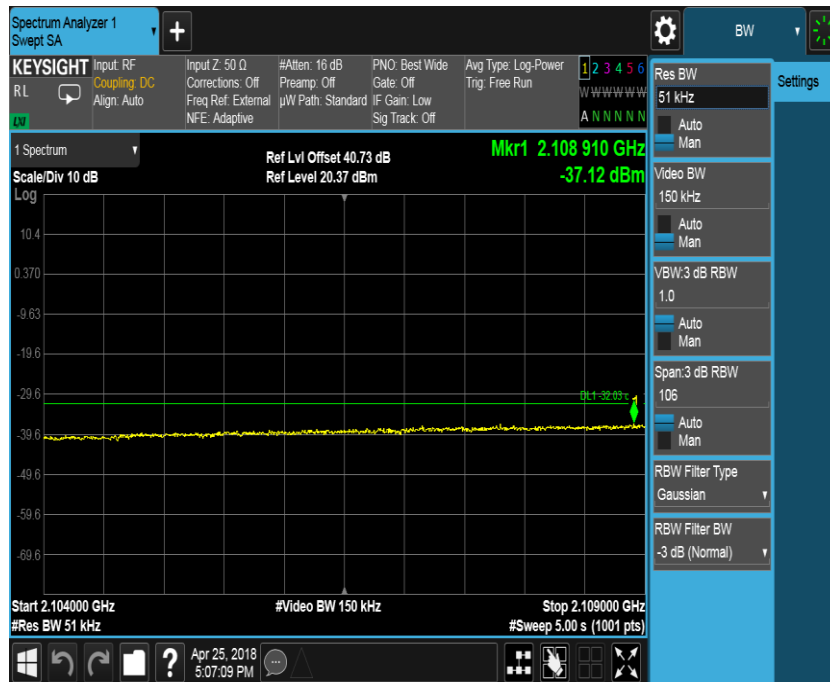 Spectrum Analyzer 1
Swept SA
+
BW
KEYSIGHT
RL
LXI
Input: RF
Coupling: DC
Align: Auto
Input Z: 50 Ω
Corrections: Off
Freq Ref: External
NFE: Adaptive
#Atten: 16 dB
Preamp: Off
µW Path: Standard
PNO: Best Wide
Gate: Off
IF Gain: Low
Sig Track: Off
Avg Type: Log-Power
Trig: Free Run
1 2 3 4 5 6
W W W W W W
A N N N N N
1 Spectrum
Scale/Div 10 dB
Log
Ref Lvl Offset 40.73 dB
Ref Level 20.37 dBm
Mkr1 2.108 910 GHz
-37.12 dBm
10.4
0.370
-9.63
-19.6
-29.6
-39.6
-49.6
-59.6
-69.6
DL1 -32.03
1
Start 2.104000 GHz
#Res BW 51 kHz
#Video BW 150 kHz
Stop 2.109000 GHz
#Sweep 5.00 s (1001 pts)
Res BW
51 kHz
Auto
Man
Video BW
150 kHz
Auto
Man
VBW:3 dB RBW
1.0
Auto
Man
Span:3 dB RBW
106
Auto
Man
RBW Filter Type
Gaussian
RBW Filter BW
-3 dB (Normal)
Settings
?
Apr 25, 2018
5:07:09 PM